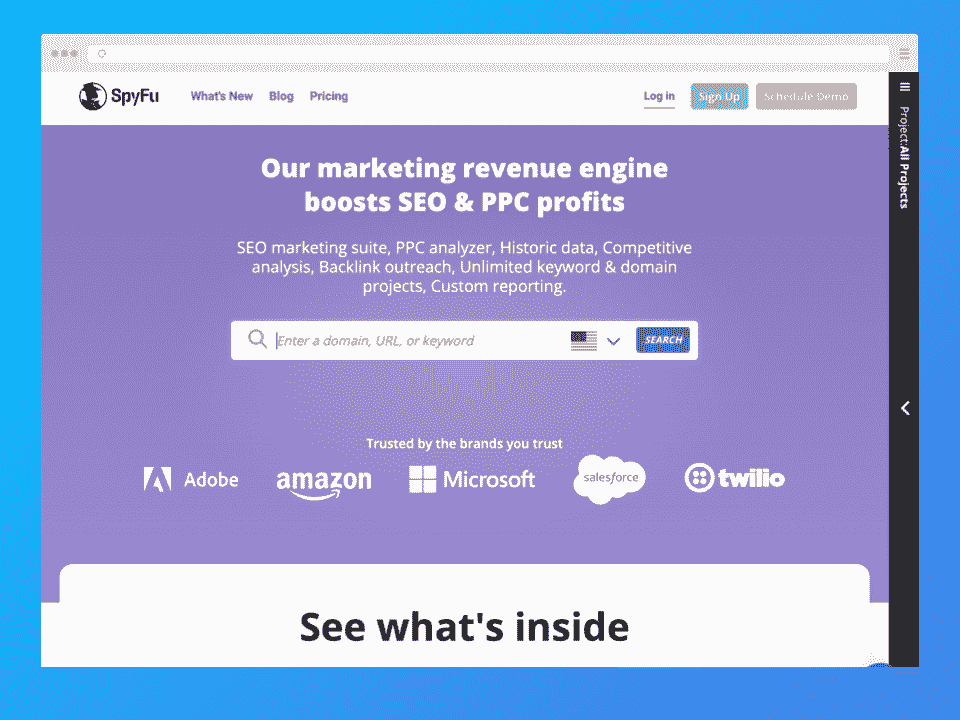 SpyFu
What's New
Blog
Pricing
Log in
Sign Up
Schedule Demo
Project:All Projects
Our marketing revenue engine
boosts SEO & PPC profits
SEO marketing suite, PPC analyzer, Historic data, Competitive
analysis, Backlink outreach, Unlimited keyword & domain
projects, Custom reporting.
Enter a domain, URL, or keyword
SEARCH
Trusted by the brands you trust
Adobe
amazon
Microsoft
salesforce
twilio
See what's inside